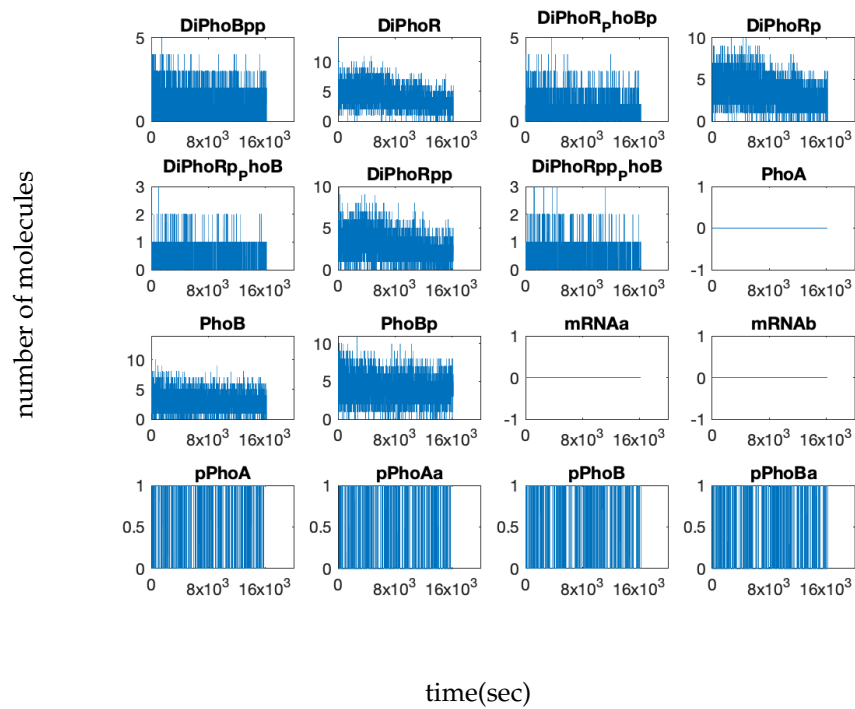 number of molecules
DiPhoBpp DiPhoR DiPhoR_PhoBp DiPhoRp
5 10 5 10
10
5 5
0 0 0 0
0 8x10³ 16x10³ 0 8x10³ 16x10³ 0 8x10³ 16x10³ 0 8x10³ 16x10³
DiPhoRp_PhoB DiPhoRpp DiPhoRpp_PhoB PhoA
3 10 3 1
2 5 2 0
1 1
0 0 0 -1
0 8x10³ 16x10³ 0 8x10³ 16x10³ 0 8x10³ 16x10³ 0 8x10³ 16x10³
PhoB PhoBp mRNAa mRNAb
10 10 1 1
5 5 0 0
0 0 -1 -1
0 8x10³ 16x10³ 0 8x10³ 16x10³ 0 8x10³ 16x10³ 0 8x10³ 16x10³
pPhoA pPhoAa pPhoB pPhoBa
1 1 1 1
0.5 0.5 0.5 0.5
0 0 0 0
0 8x10³ 16x10³ 0 8x10³ 16x10³ 0 8x10³ 16x10³ 0 8x10³ 16x10³
time(sec)